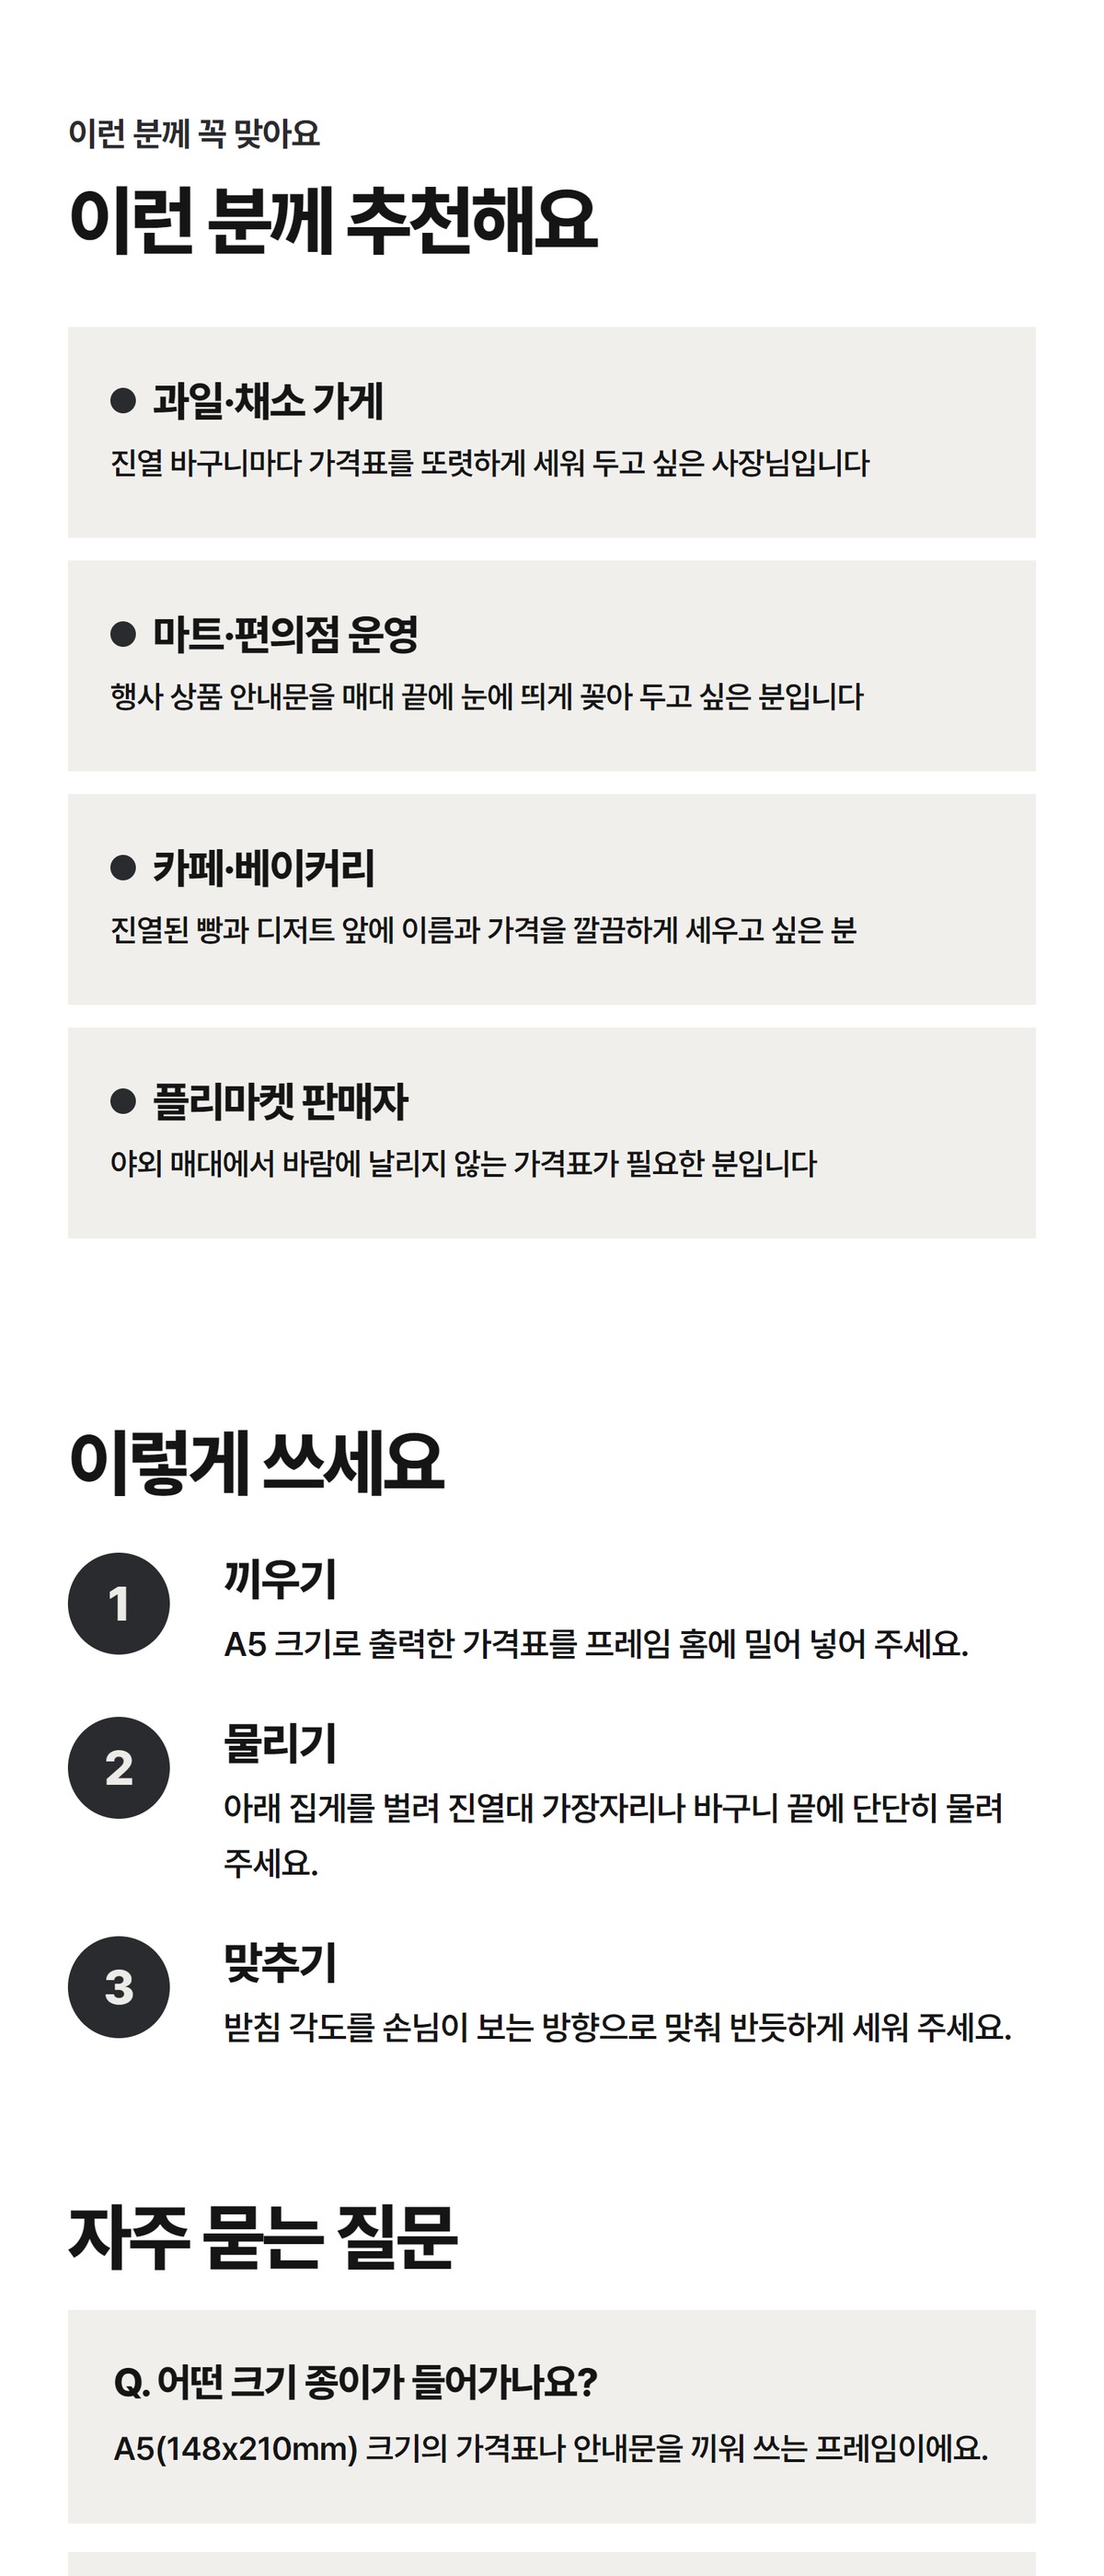 이런 분께 꼭 맞아요
이런 분께 추천해요
과일·채소 가게
진열 바구니마다 가격표를 또렷하게 세워 두고 싶은 사장님입니다
마트·편의점 운영
행사 상품 안내문을 매대 끝에 눈에 띄게 꽂아 두고 싶은 분입니다
카페·베이커리
진열된 빵과 디저트 앞에 이름과 가격을 깔끔하게 세우고 싶은 분
플리마켓 판매자
야외 매대에서 바람에 날리지 않는 가격표가 필요한 분입니다
이렇게 쓰세요
1
끼우기
A5 크기로 출력한 가격표를 프레임 홈에 밀어 넣어 주세요.
2
물리기
아래 집게를 벌려 진열대 가장자리나 바구니 끝에 단단히 물려
주세요.
3
맞추기
받침 각도를 손님이 보는 방향으로 맞춰 반듯하게 세워 주세요.
자주 묻는 질문
Q. 어떤 크기 종이가 들어가나요?
A5(148x210mm) 크기의 가격표나 안내문을 끼워 쓰는 프레임이에요.